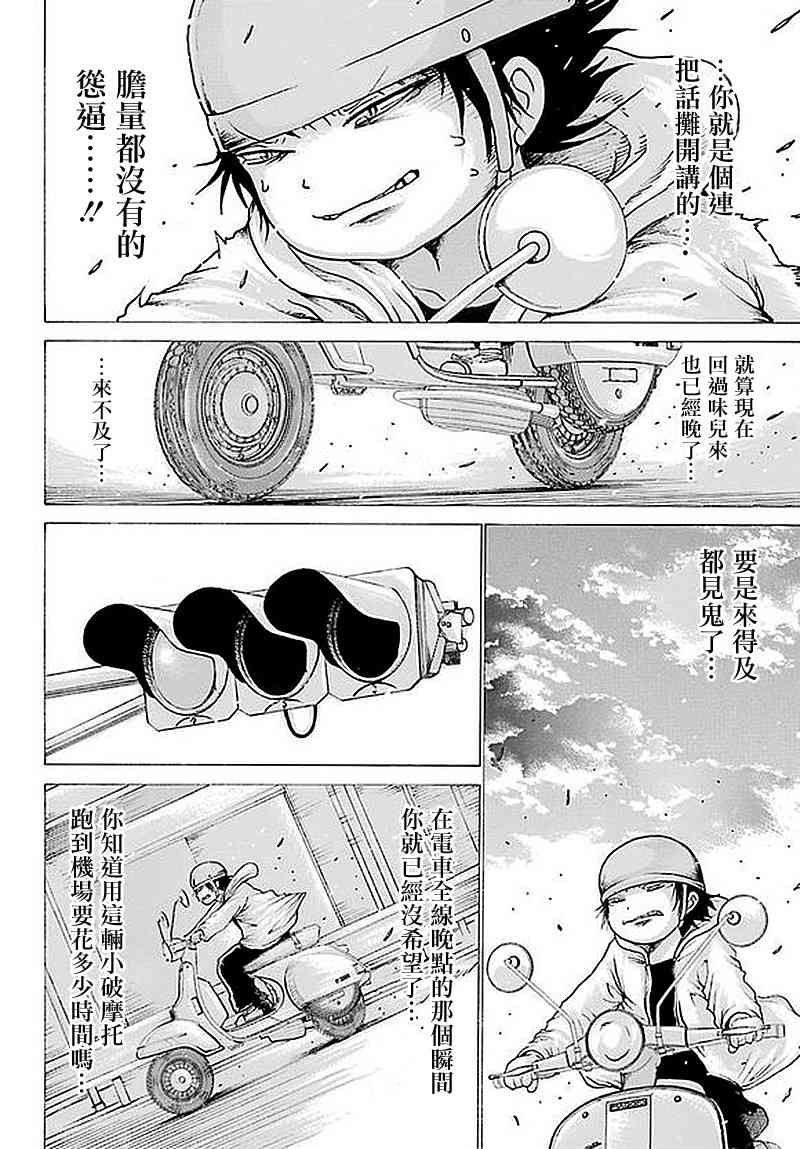 …你就是個連
把話攤開講的…
膽量都沒有的
慫逼……!!
就算現在
回過味兒來
也已經晚了…
…來不及了…
要是來得及
都見鬼了…
在電車全線晚點的那個瞬間
你就已經沒希望了…
你知道用這輛小破摩托
跑到機場要花多少時間嗎…